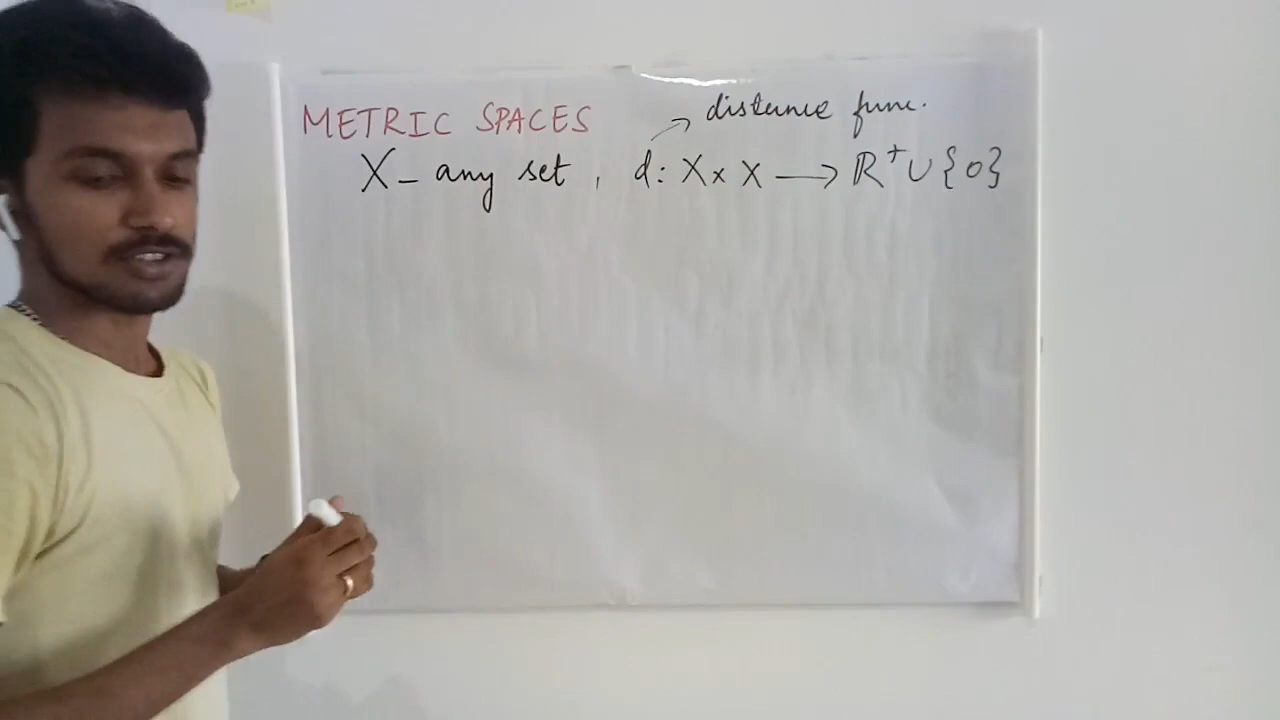 METRIC SPACES
distance func.
X - any set , d: X × X → ℝ⁺ ∪ {0}